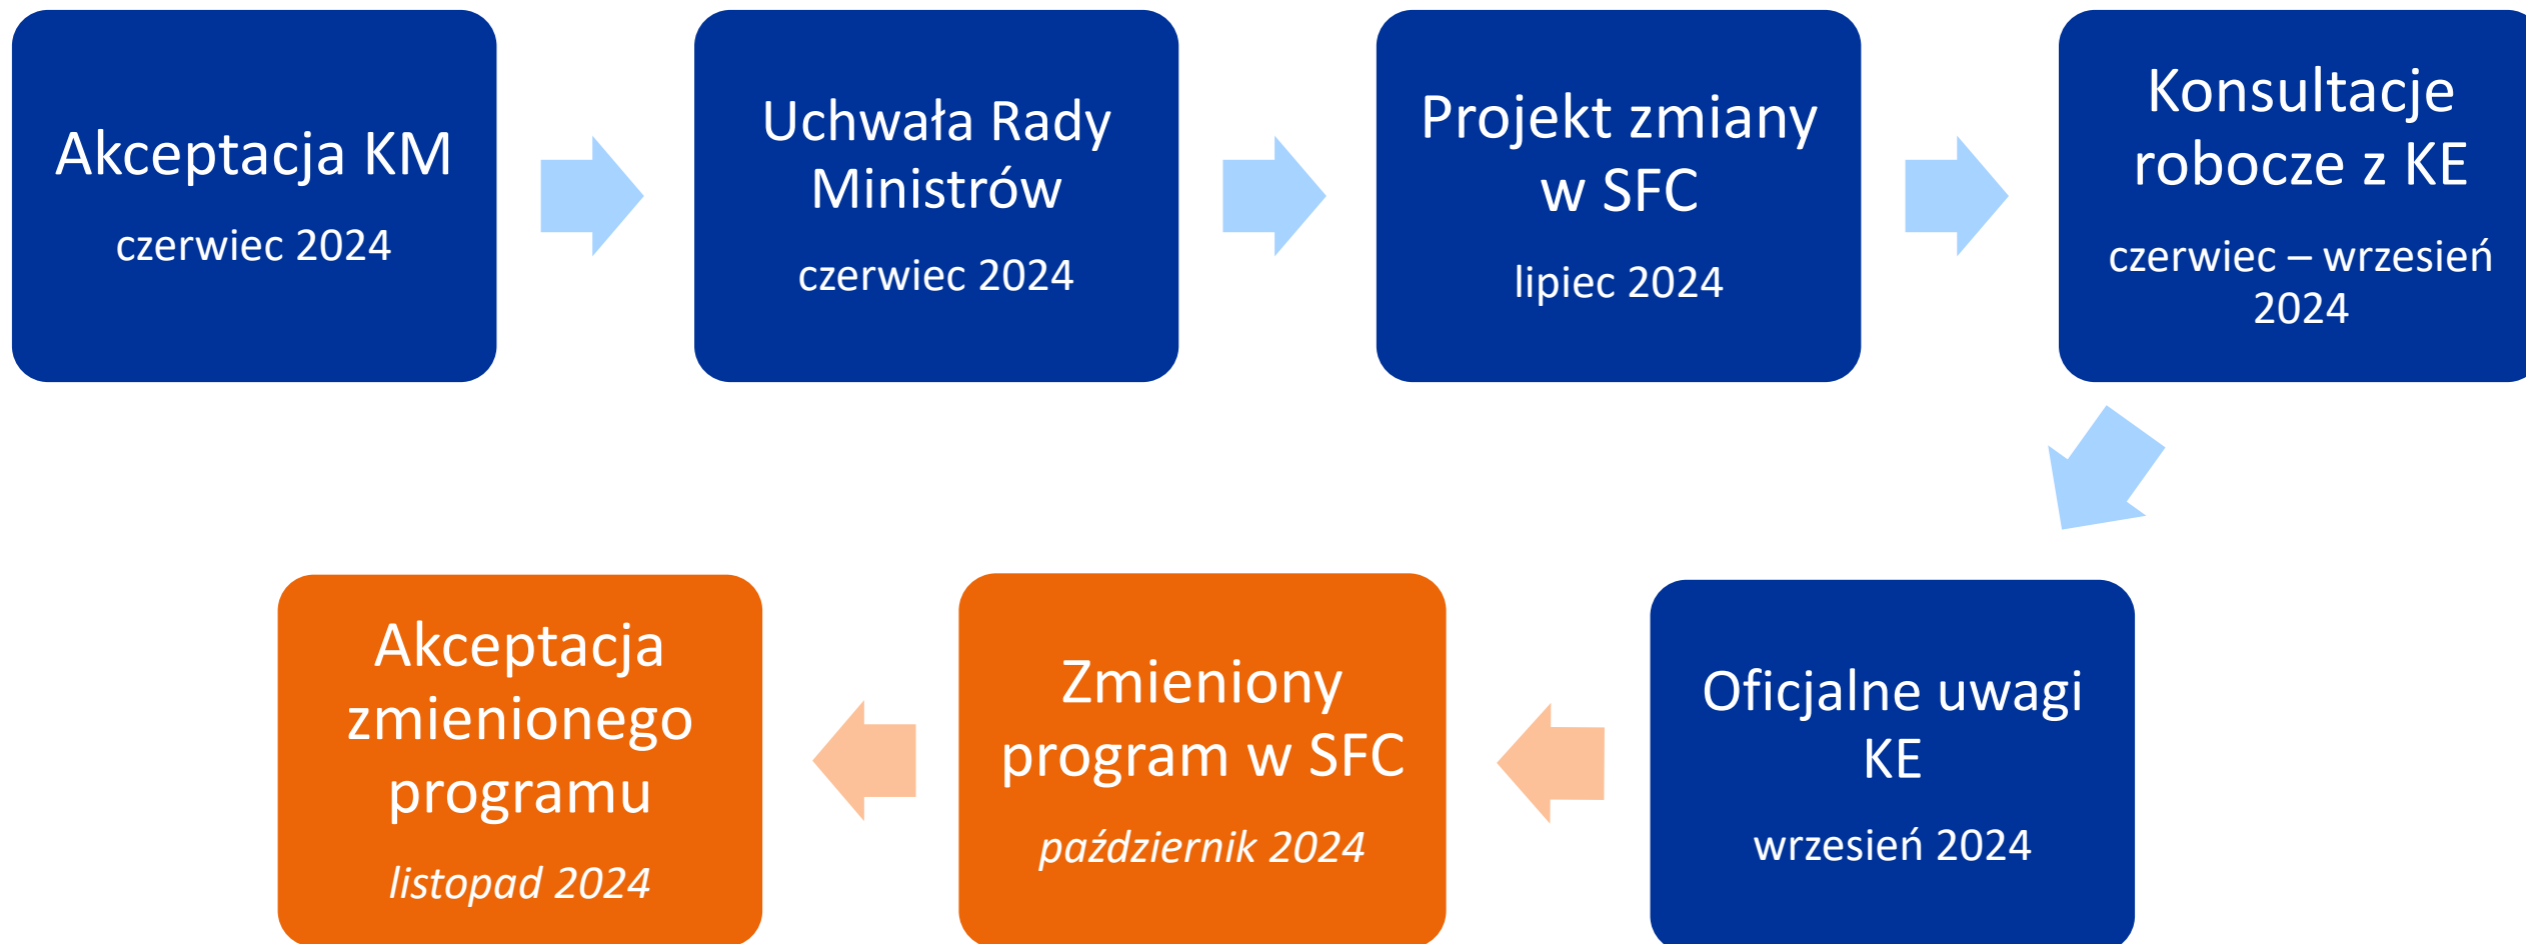 Akceptacja KM
czerwiec 2024
Uchwała Rady
Ministrów
czerwiec 2024
Projekt zmiany
w SFC
lipiec 2024
Konsultacje
robocze z KE
czerwiec – wrzesień
2024
Oficjalne uwagi
KE
wrzesień 2024
Zmieniony
program w SFC
październik 2024
Akceptacja
zmienionego
programu
listopad 2024